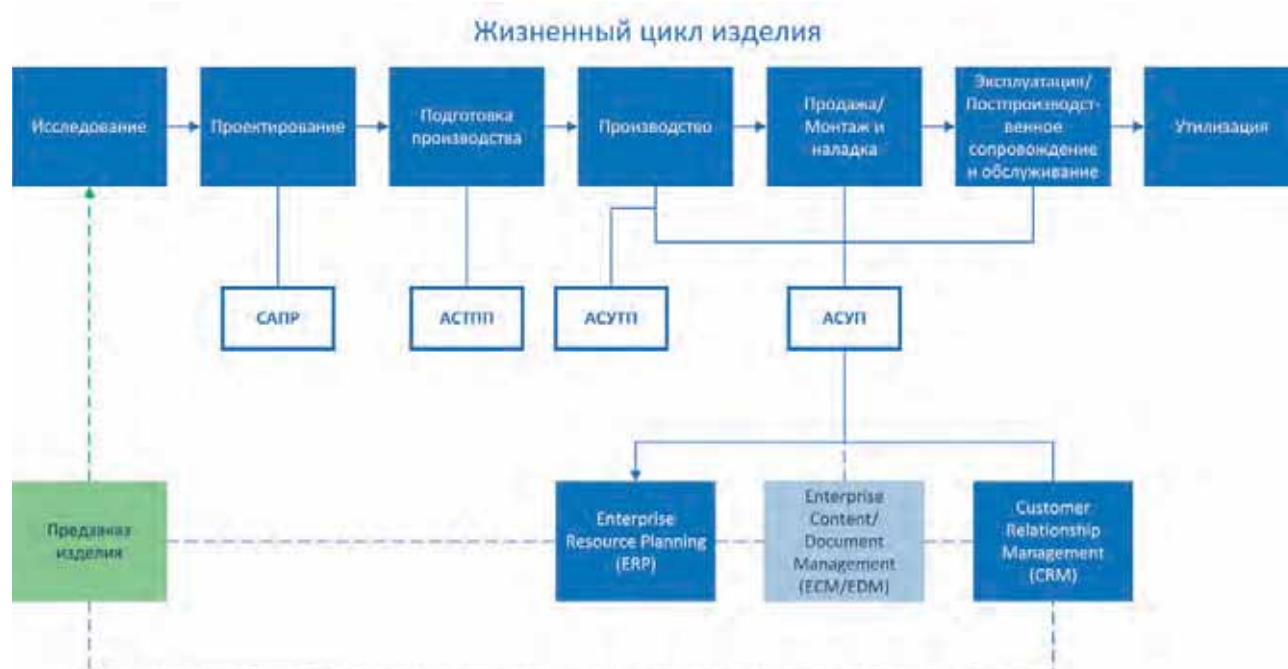 Жизненный цикл изделия
Исследование
Проектирование
Подготовка
производства
Производство
Продажа/
Монтаж и
наладка
Эксплуатация/
Постпроизводст-
венное
сопровождение
и обслуживание
Утилизация
САПР
АСТПП
АСУТП
АСУП
Предзаказ
изделия
Enterprise
Resource Planning
(ERP)
Enterprise
Content/
Document
Management
(ECM/EDM)
Customer
Relationship
Management
(CRM)